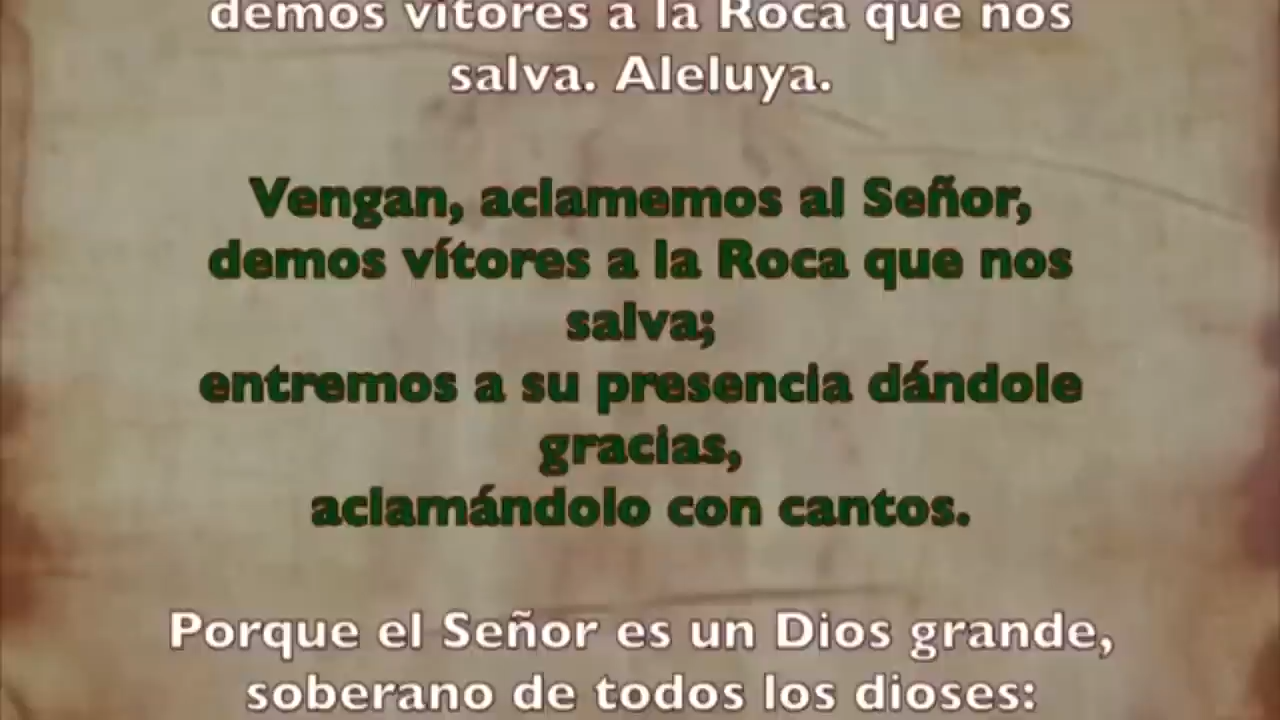 demos vítores a la Roca que nos
salva. Aleluya.
Vengan, aclamemos al Señor,
demos vítores a la Roca que nos
salva;
entremos a su presencia dándole
gracias,
aclamándolo con cantos.
Porque el Señor es un Dios grande,
soberano de todos los dioses: